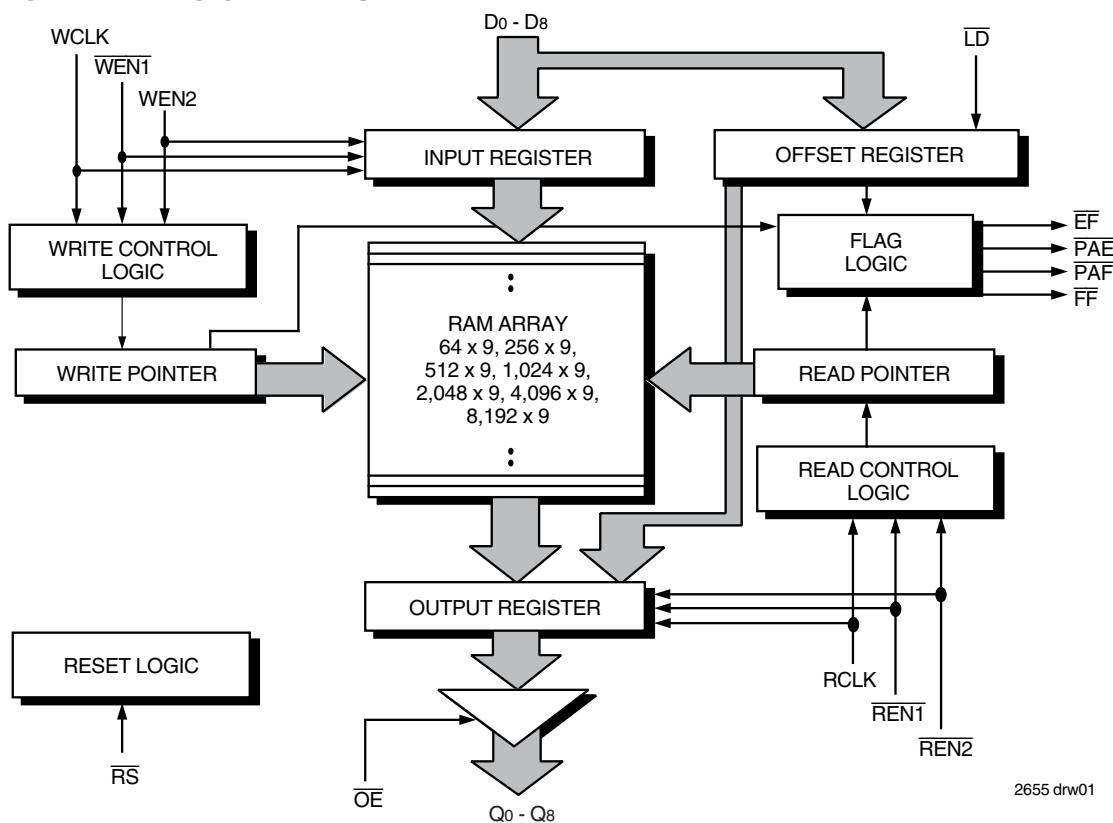 WCLK
WEN1
WEN2
D0 - D8
LD
INPUT REGISTER
OFFSET REGISTER
WRITE CONTROL
LOGIC
FLAG
LOGIC
EF
PAE
PAF
FF
RAM ARRAY
64 x 9, 256 x 9,
512 x 9, 1,024 x 9,
2,048 x 9, 4,096 x 9,
8,192 x 9
WRITE POINTER
READ POINTER
READ CONTROL
LOGIC
OUTPUT REGISTER
RESET LOGIC
RS
OE
Q0 - Q8
RCLK
REN1
REN2
2655 drw01